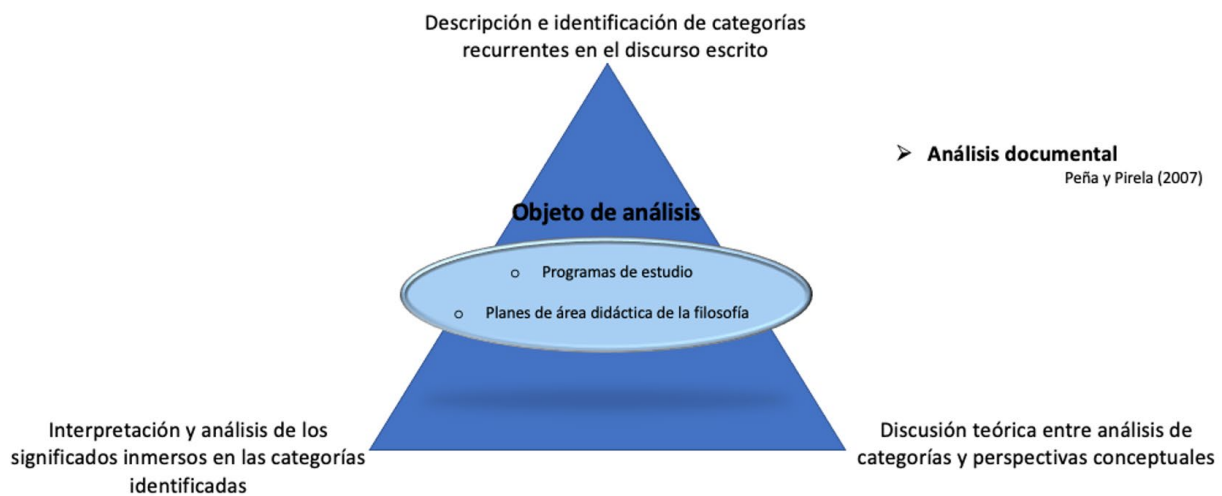 Descripción e identificación de categorías
recurrentes en el discurso escrito
➢ Análisis documental
Peña y Pirela (2007)
Objeto de análisis
o Programas de estudio
o Planes de área didáctica de la filosofía
Interpretación y análisis de los
significados inmersos en las categorías
identificadas
Discusión teórica entre análisis de
categorías y perspectivas conceptuales